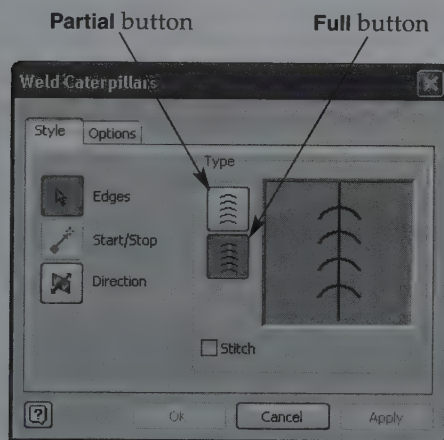 Partial button Full button
Weld Caterpillars
Style Options
Type
Edges
Start/Stop
Direction
Stitch
? OK Cancel Apply